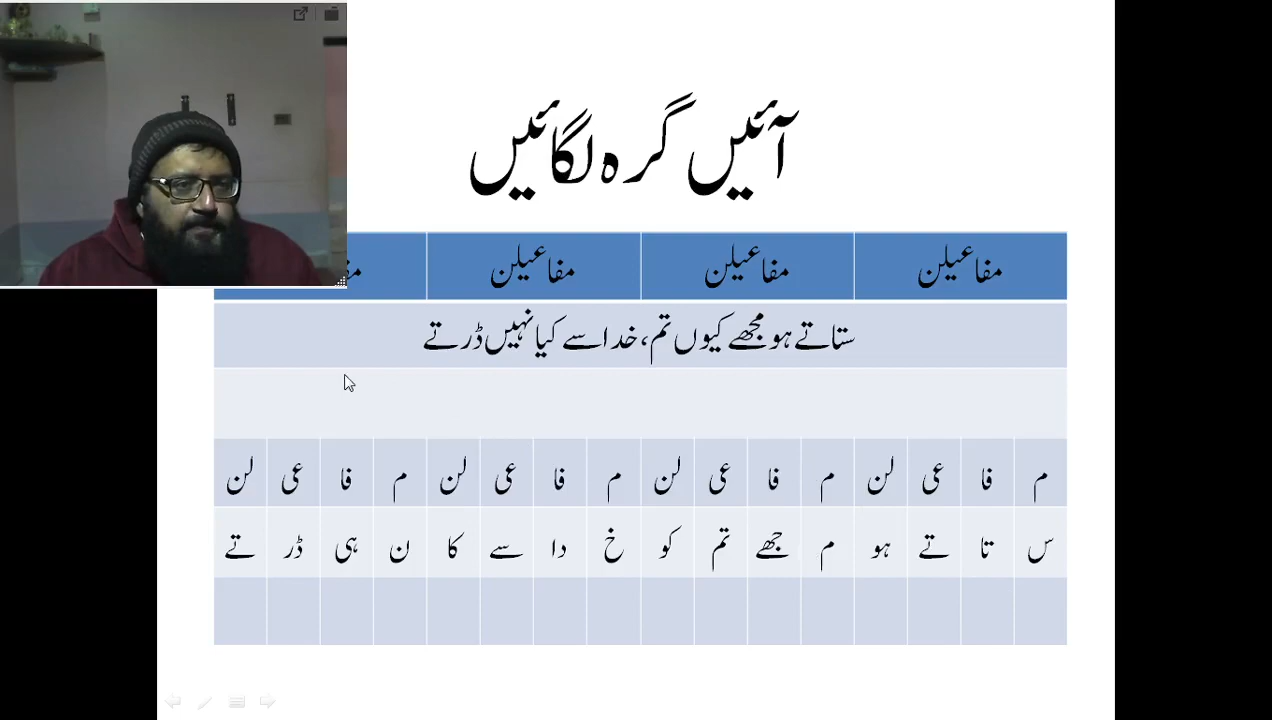 آئیں گرہ لگائیں
مفاعیلن مفاعیلن مفاعیلن
ستاتے ہو مجھے کیوں تم، خدا سے کیا نہیں ڈرتے
م فا عی لن م فا عی لن م فا عی لن م فا عی لن
س تا تے ہو م جھے تم کو خ دا سے کا ن ہی ڈر تے